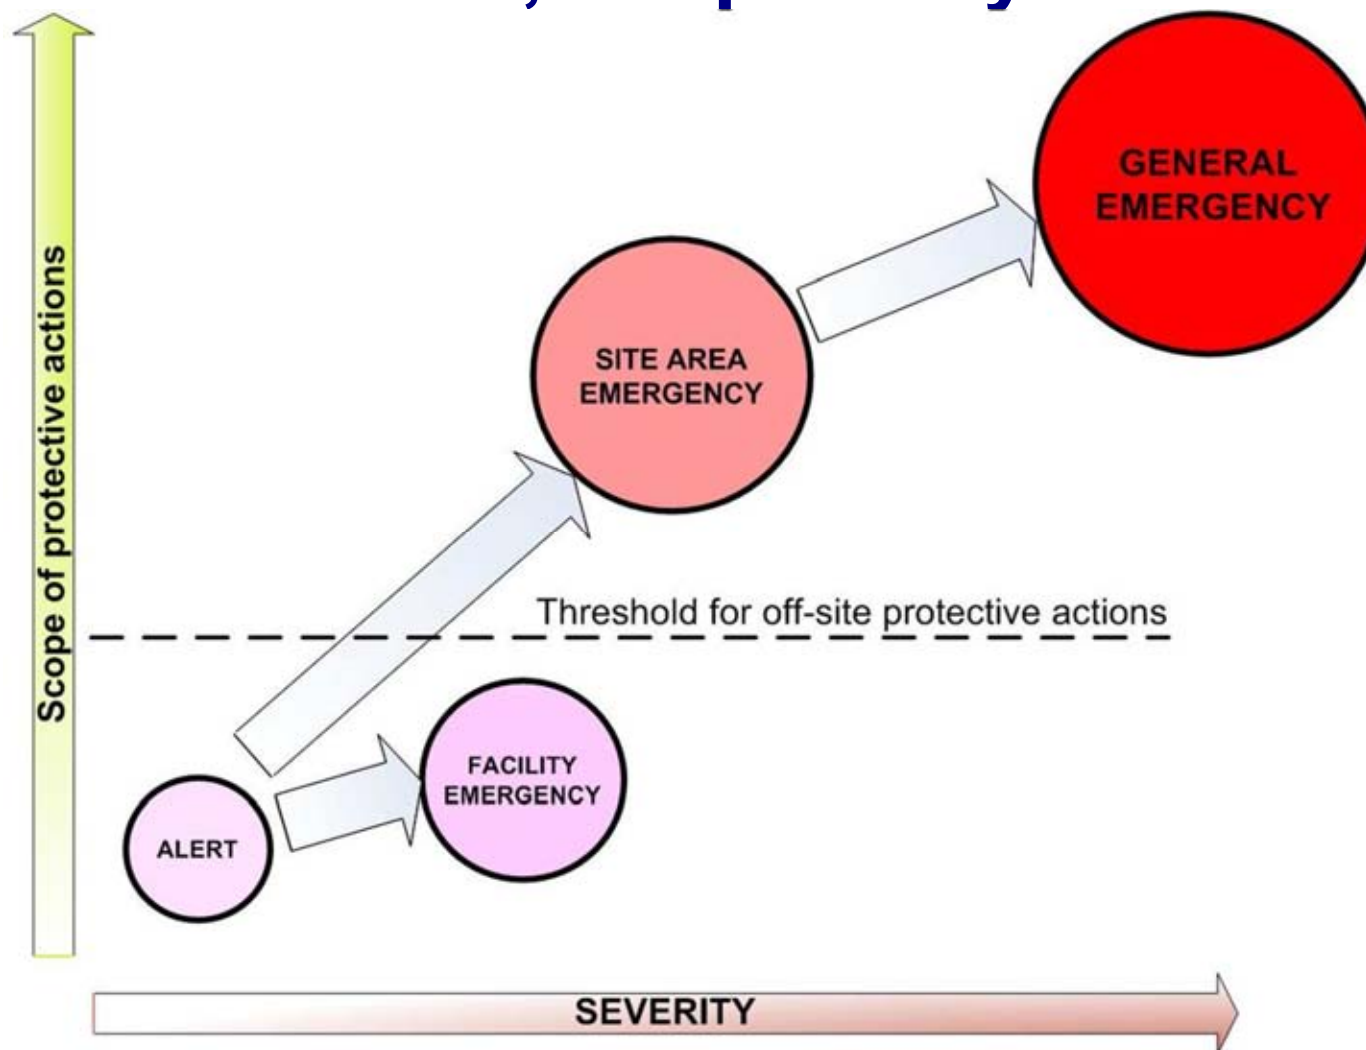 GENERAL
EMERGENCY
SITE AREA
EMERGENCY
Scope of protective actions
Threshold for off-site protective actions
FACILITY
EMERGENCY
ALERT
SEVERITY